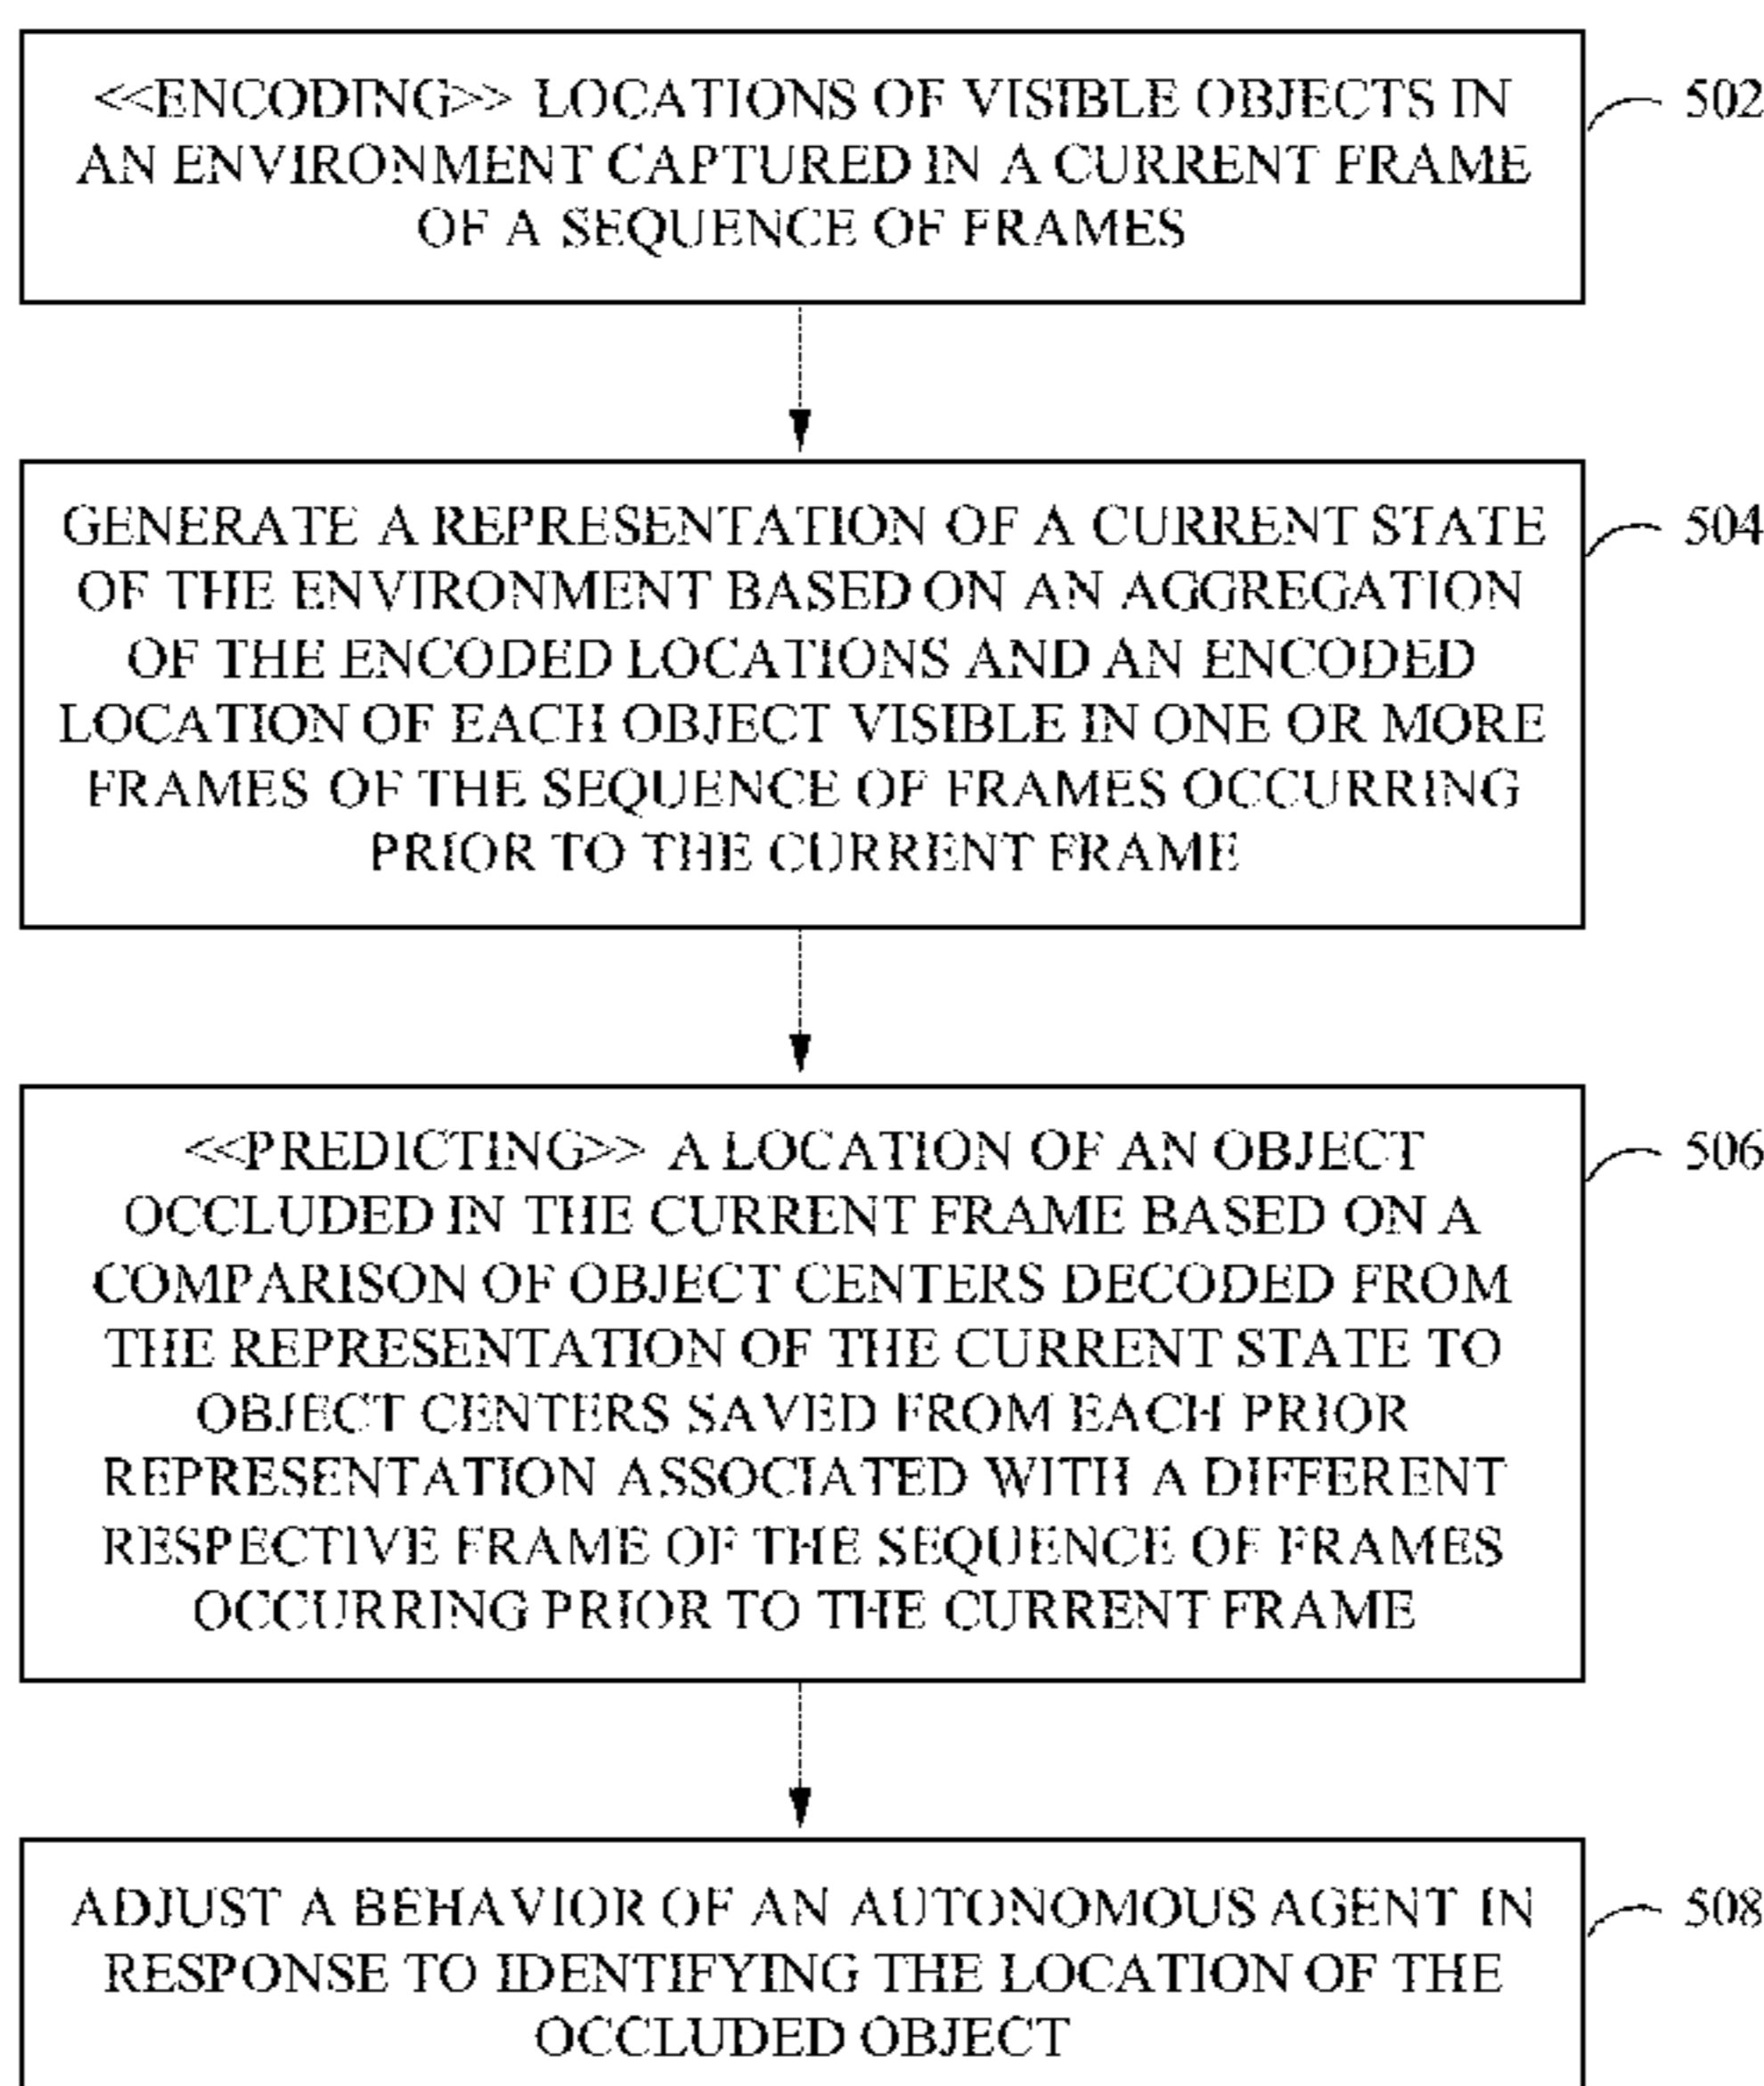 <<ENCODING>> LOCATIONS OF VISIBLE OBJECTS IN
AN ENVIRONMENT CAPTURED IN A CURRENT FRAME
OF A SEQUENCE OF FRAMES
502
GENERATE A REPRESENTATION OF A CURRENT STATE
OF THE ENVIRONMENT BASED ON AN AGGREGATION
OF THE ENCODED LOCATIONS AND AN ENCODED
LOCATION OF EACH OBJECT VISIBLE IN ONE OR MORE
FRAMES OF THE SEQUENCE OF FRAMES OCCURRING
PRIOR TO THE CURRENT FRAME
504
<<PREDICTING>> A LOCATION OF AN OBJECT
OCCLUDED IN THE CURRENT FRAME BASED ON A
COMPARISON OF OBJECT CENTERS DECODED FROM
THE REPRESENTATION OF THE CURRENT STATE TO
OBJECT CENTERS SAVED FROM EACH PRIOR
REPRESENTATION ASSOCIATED WITH A DIFFERENT
RESPECTIVE FRAME OF THE SEQUENCE OF FRAMES
OCCURRING PRIOR TO THE CURRENT FRAME
506
ADJUST A BEHAVIOR OF AN AUTONOMOUS AGENT IN
RESPONSE TO IDENTIFYING THE LOCATION OF THE
OCCLUDED OBJECT
508